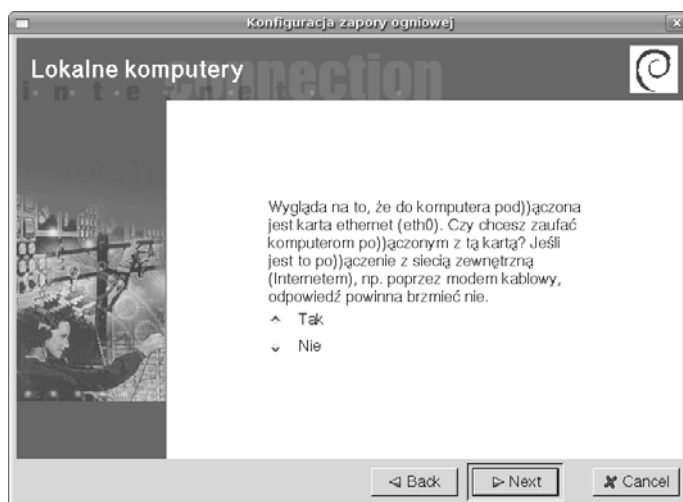 Konfiguracja zapory ogniowej
Lokalne komputery
connection
i·n·t·e·r·n·e·t·
Wygląda na to, że do komputera pod))ączona
jest karta ethernet (eth0). Czy chcesz zaufać
komputerom po))ączonym z tą kartą? Jeśli
jest to po))ączenie z siecią zewnętrzną
(Internetem), np. poprzez modem kablowy,
odpowiedź powinna brzmieć nie.
Tak
Nie
Back Next Cancel